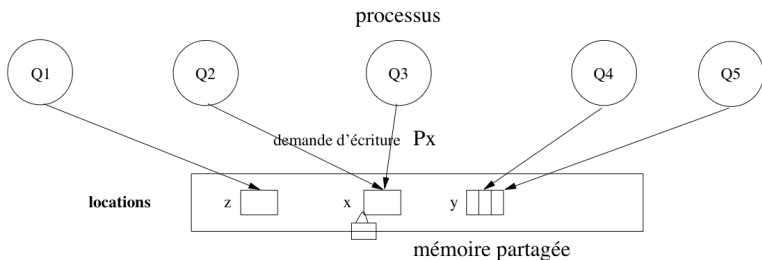 processus
Q1 Q2 Q3 Q4 Q5
demande d'écriture Px
locations z x y
mémoire partagée